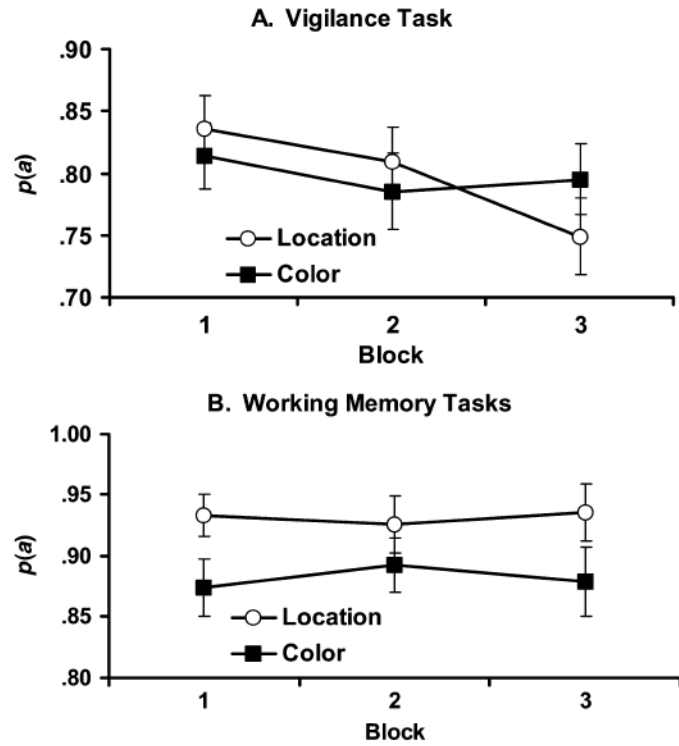 A. Vigilance Task
.90
.85
.80
.75
.70
p(a)
Location
Color
1 2 3
Block
B. Working Memory Tasks
1.00
.95
.90
.85
.80
p(a)
Location
Color
1 2 3
Block